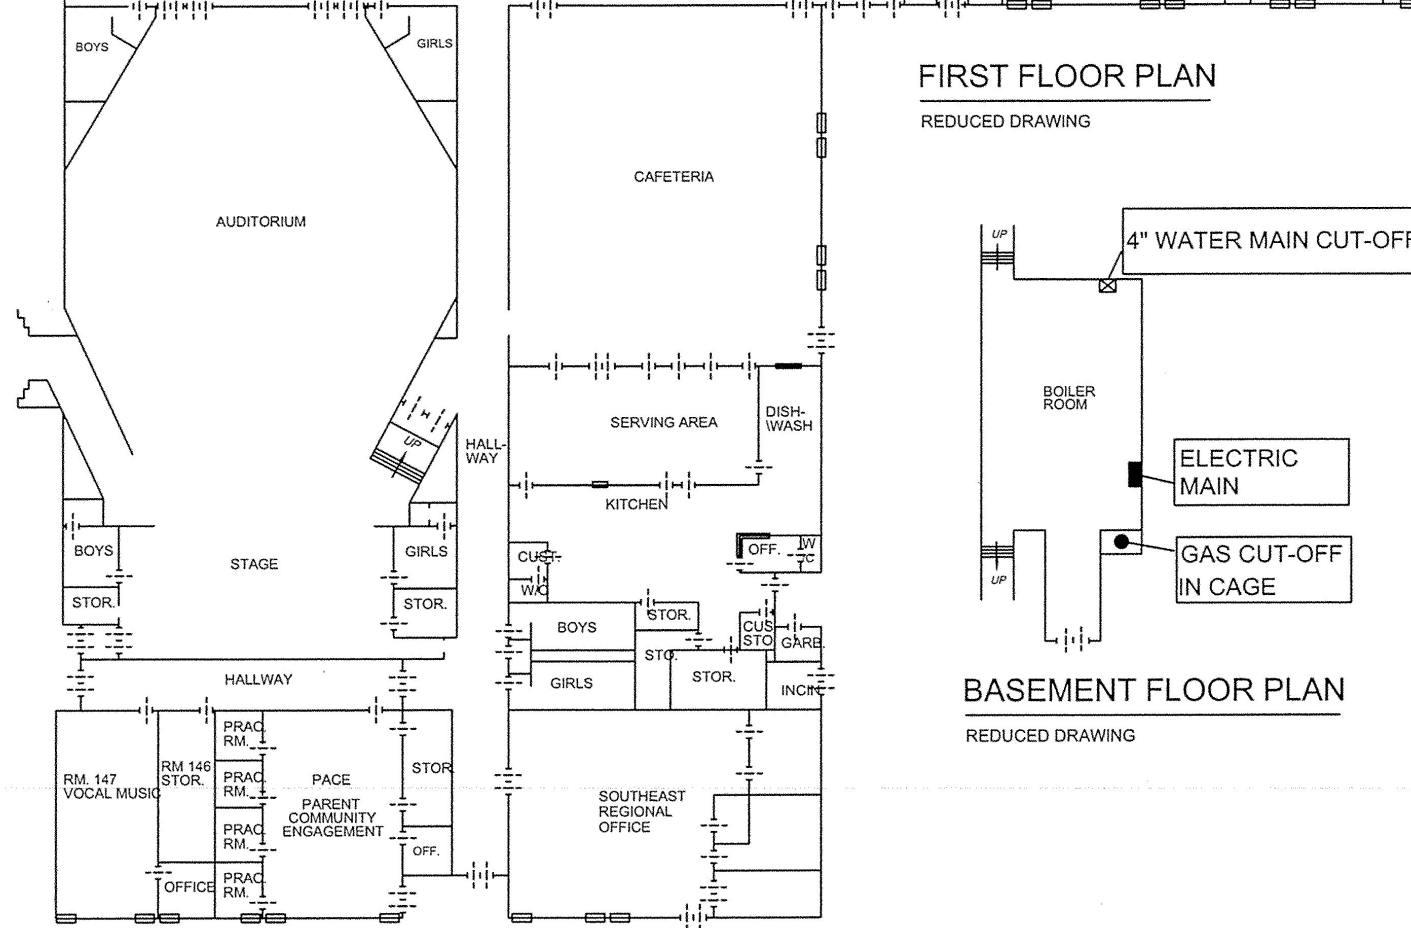 BOYS
GIRLS
FIRST FLOOR PLAN
REDUCED DRAWING
CAFETERIA
AUDITORIUM
UP
4" WATER MAIN CUT-OFF
BOILER
ROOM
SERVING AREA
DISH-
WASH
HALL-
WAY
UP
ELECTRIC
MAIN
KITCHEN
BOYS
STAGE
GIRLS
CUST.
W/C
OFF.
W
C
GAS CUT-OFF
IN CAGE
UP
STOR.
STOR.
BOYS
STOR.
CUS
STO
GARB.
STO.
GIRLS
STOR.
INCIN
HALLWAY
BASEMENT FLOOR PLAN
REDUCED DRAWING
RM. 147
VOCAL MUSIC
RM 146
STOR.
PRAC.
RM.
PRAC.
RM.
PRAC.
RM.
PRAC.
RM.
OFFICE
PACE
PARENT
COMMUNITY
ENGAGEMENT
STOR.
OFF.
SOUTHEAST
REGIONAL
OFFICE